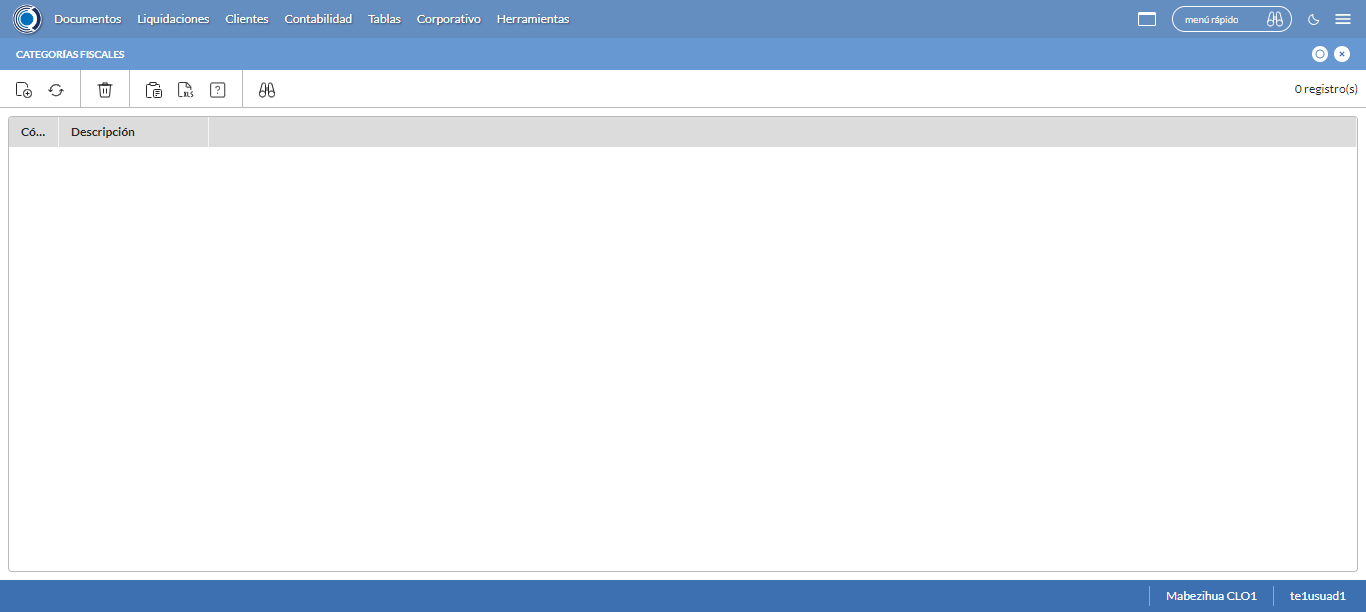 Documentos Liquidaciones Clientes Contabilidad Tablas Corporativo Herramientas menú rápido
CATEGORÍAS FISCALES
XLS ? 0 registro(s)
Có... Descripción
Mabezihua CLO1 te1usuad1